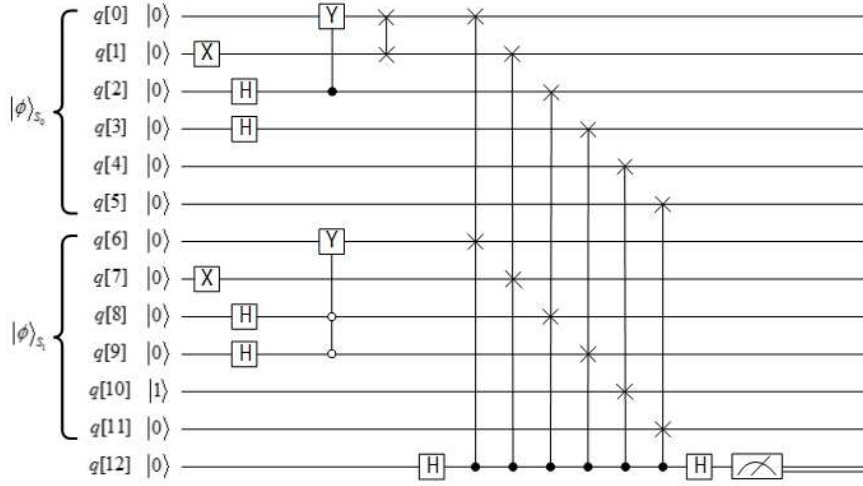 q[0] |0⟩ Y
q[1] |0⟩ X
q[2] |0⟩ H
|ϕ⟩S₀
q[3] |0⟩ H
q[4] |0⟩
q[5] |0⟩
q[6] |0⟩ Y
q[7] |0⟩ X
q[8] |0⟩ H
|ϕ⟩S₁
q[9] |0⟩ H
q[10] |1⟩
q[11] |0⟩
q[12] |0⟩ H H